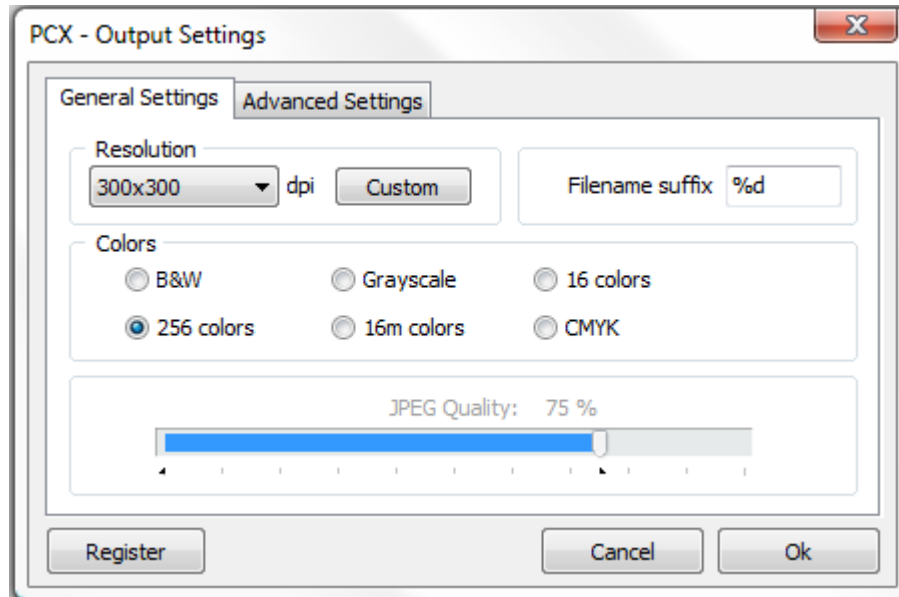 PCX - Output Settings
General Settings
Advanced Settings
Resolution
300x300 dpi Custom
Filename suffix %d
Colors
B&W Grayscale 16 colors
256 colors 16m colors CMYK
JPEG Quality: 75 %
Register Cancel Ok